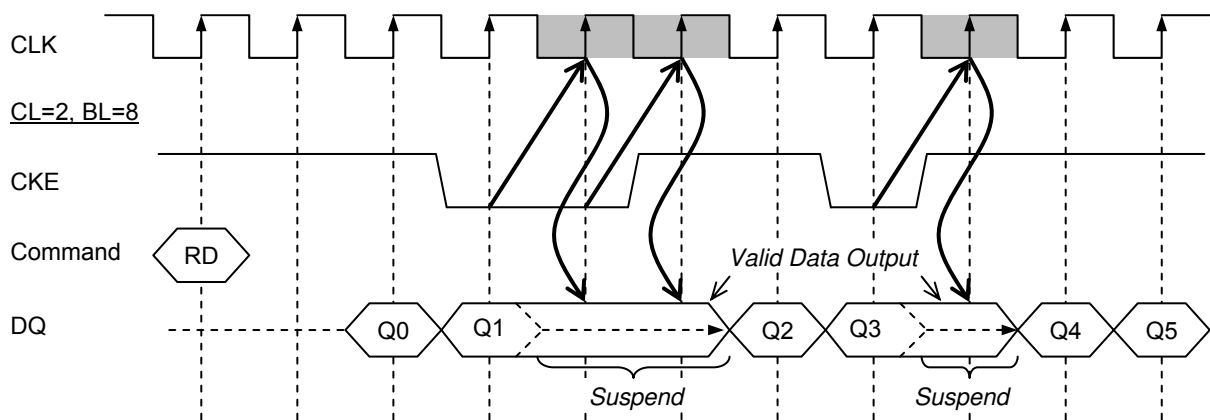 CLK
CL=2, BL=8
CKE
Command RD
Valid Data Output
DQ Q0 Q1 Q2 Q3 Q4 Q5
Suspend Suspend